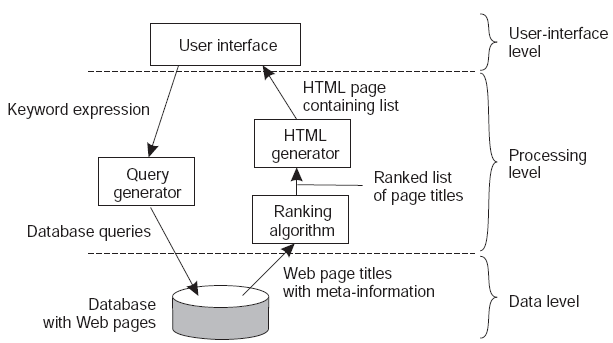 User interface
User-interface
level
Keyword expression
HTML page
containing list
HTML
generator
Query
generator
Ranked list
of page titles
Processing
level
Ranking
algorithm
Database queries
Web page titles
with meta-information
Database
with Web pages
Data level